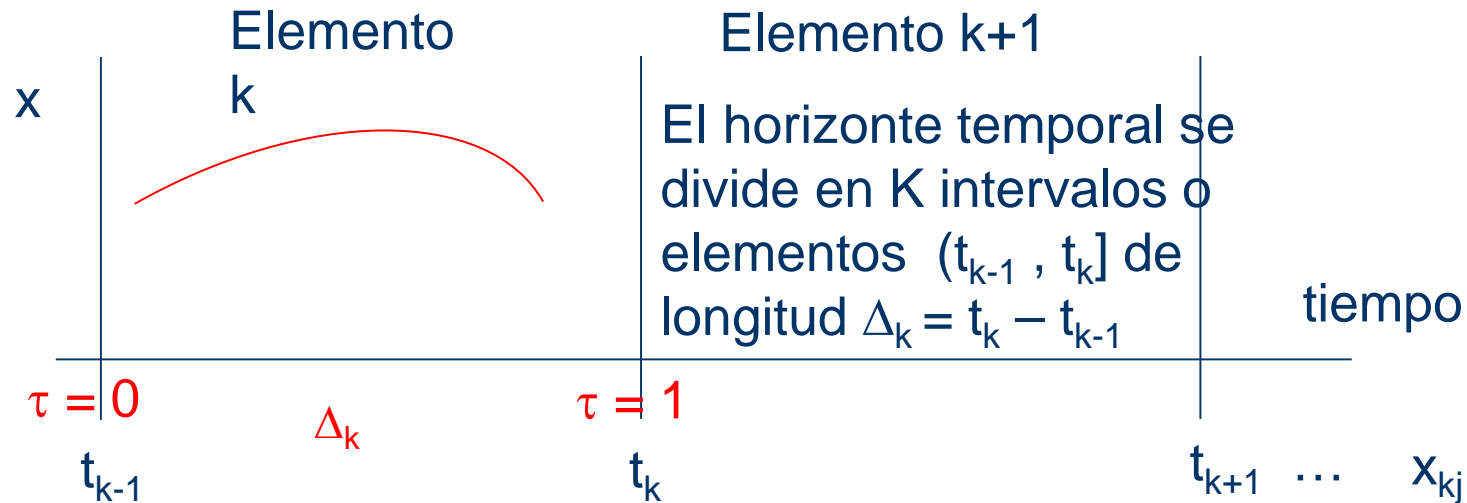 Elemento
k
Elemento k+1
x
El horizonte temporal se
divide en K intervalos o
elementos (tₖ₋₁ , tₖ] de
longitud Δₖ = tₖ – tₖ₋₁
tiempo
τ = 0
Δₖ
τ = 1
tₖ₋₁
tₖ
tₖ₊₁ …
xₖⱼ